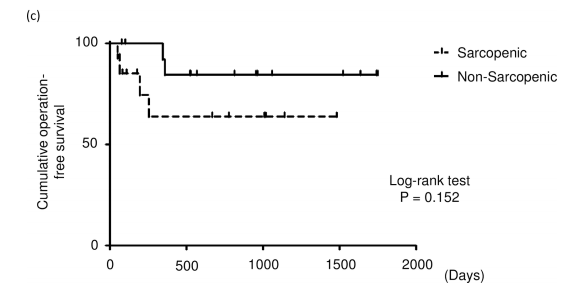 (c)
Cumulative operation-
free survival
100
50
0
0 500 1000 1500 2000
(Days)
Sarcopenic
Non-Sarcopenic
Log-rank test
P = 0.152